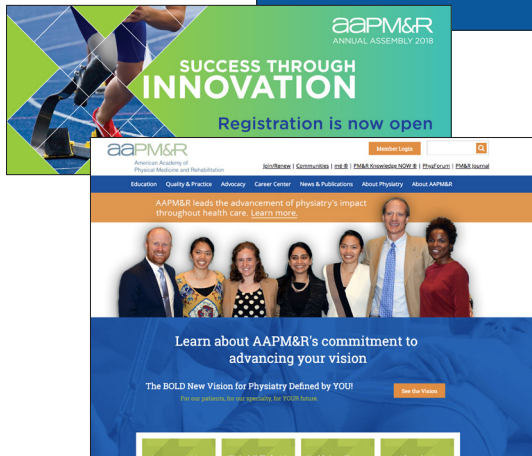 aaPM&R
ANNUAL ASSEMBLY 2018
SUCCESS THROUGH
INNOVATION
Registration is now open
aaPM&R
American Academy of
Physical Medicine and Rehabilitation
Member Login
Join/Renew | Communities | mē ® | PM&R Knowledge NOW ® | PhyzForum | PM&R Journal
Education Quality & Practice Advocacy Career Center News & Publications About Physiatry About AAPM&R
AAPM&R leads the advancement of physiatry's impact
throughout health care. Learn more.
Learn about AAPM&R's commitment to
advancing your vision
The BOLD New Vision for Physiatry Defined by YOU!
For our patients, for our specialty, for YOUR future.
See the Vision